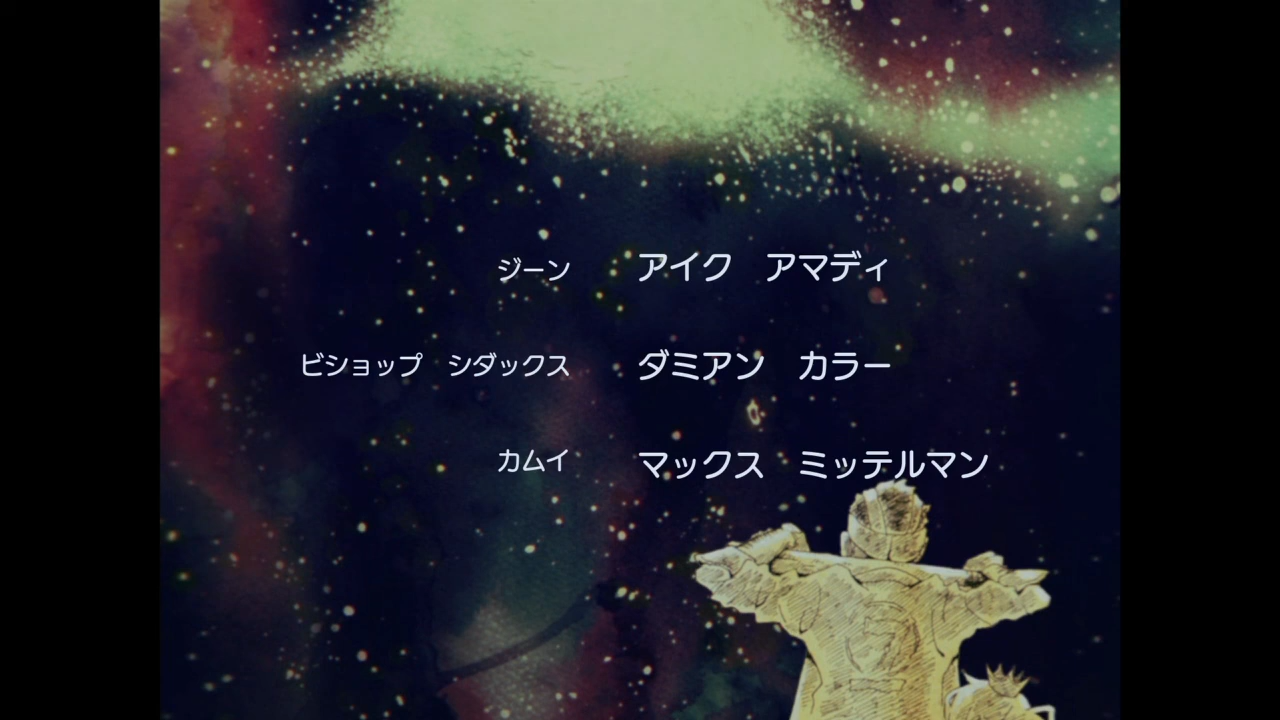 ジーン アイク アマディ
ビショップ シダックス ダミアン カラー
カムイ マックス ミッテルマン